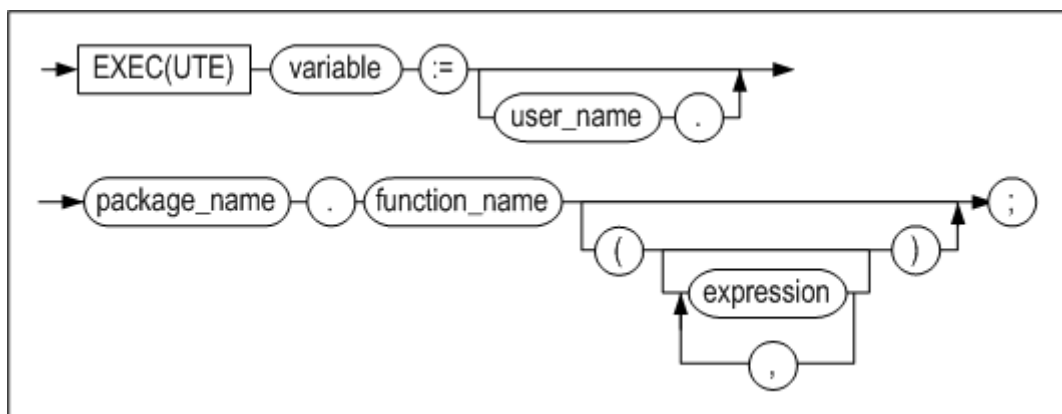 EXEC(UTE) variable :=
user_name .
package_name . function_name ;
( )
expression
,